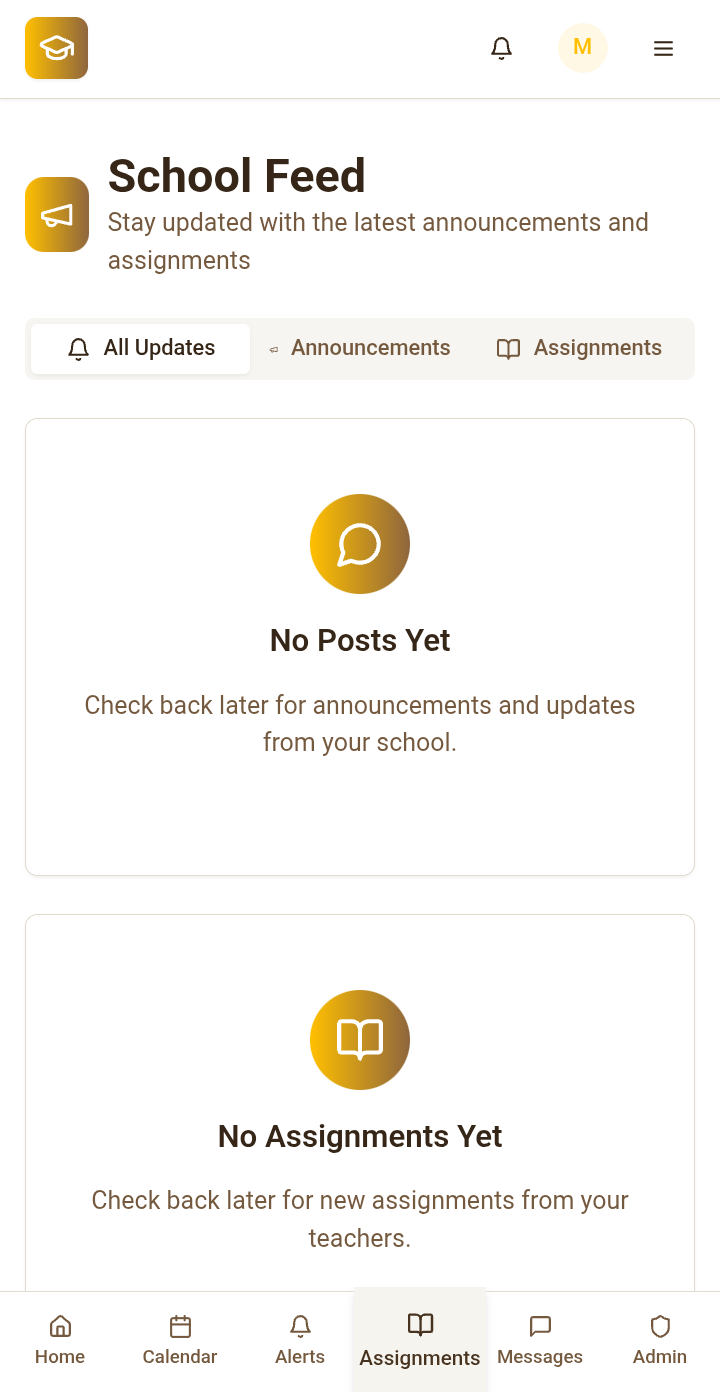 M
School Feed
Stay updated with the latest announcements and
assignments
All Updates
Announcements
Assignments
No Posts Yet
Check back later for announcements and updates
from your school.
No Assignments Yet
Check back later for new assignments from your
teachers.
Home
Calendar
Alerts
Assignments
Messages
Admin